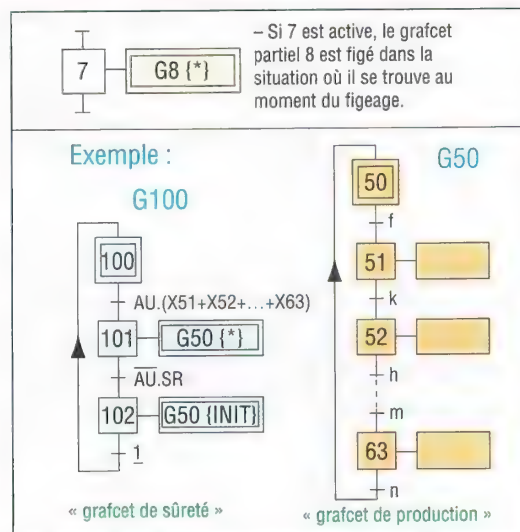 7
G8 {*}
– Si 7 est active, le grafcet
partiel 8 est figé dans la
situation où il se trouve au
moment du figeage.
Exemple :
G100
100
AU.(X51+X52+...+X63)
101
G50 {*}
A̅U̅.SR
102
G50 {INIT}
1
« grafcet de sûreté »
G50
50
f
51
k
52
h
m
63
n
« grafcet de production »